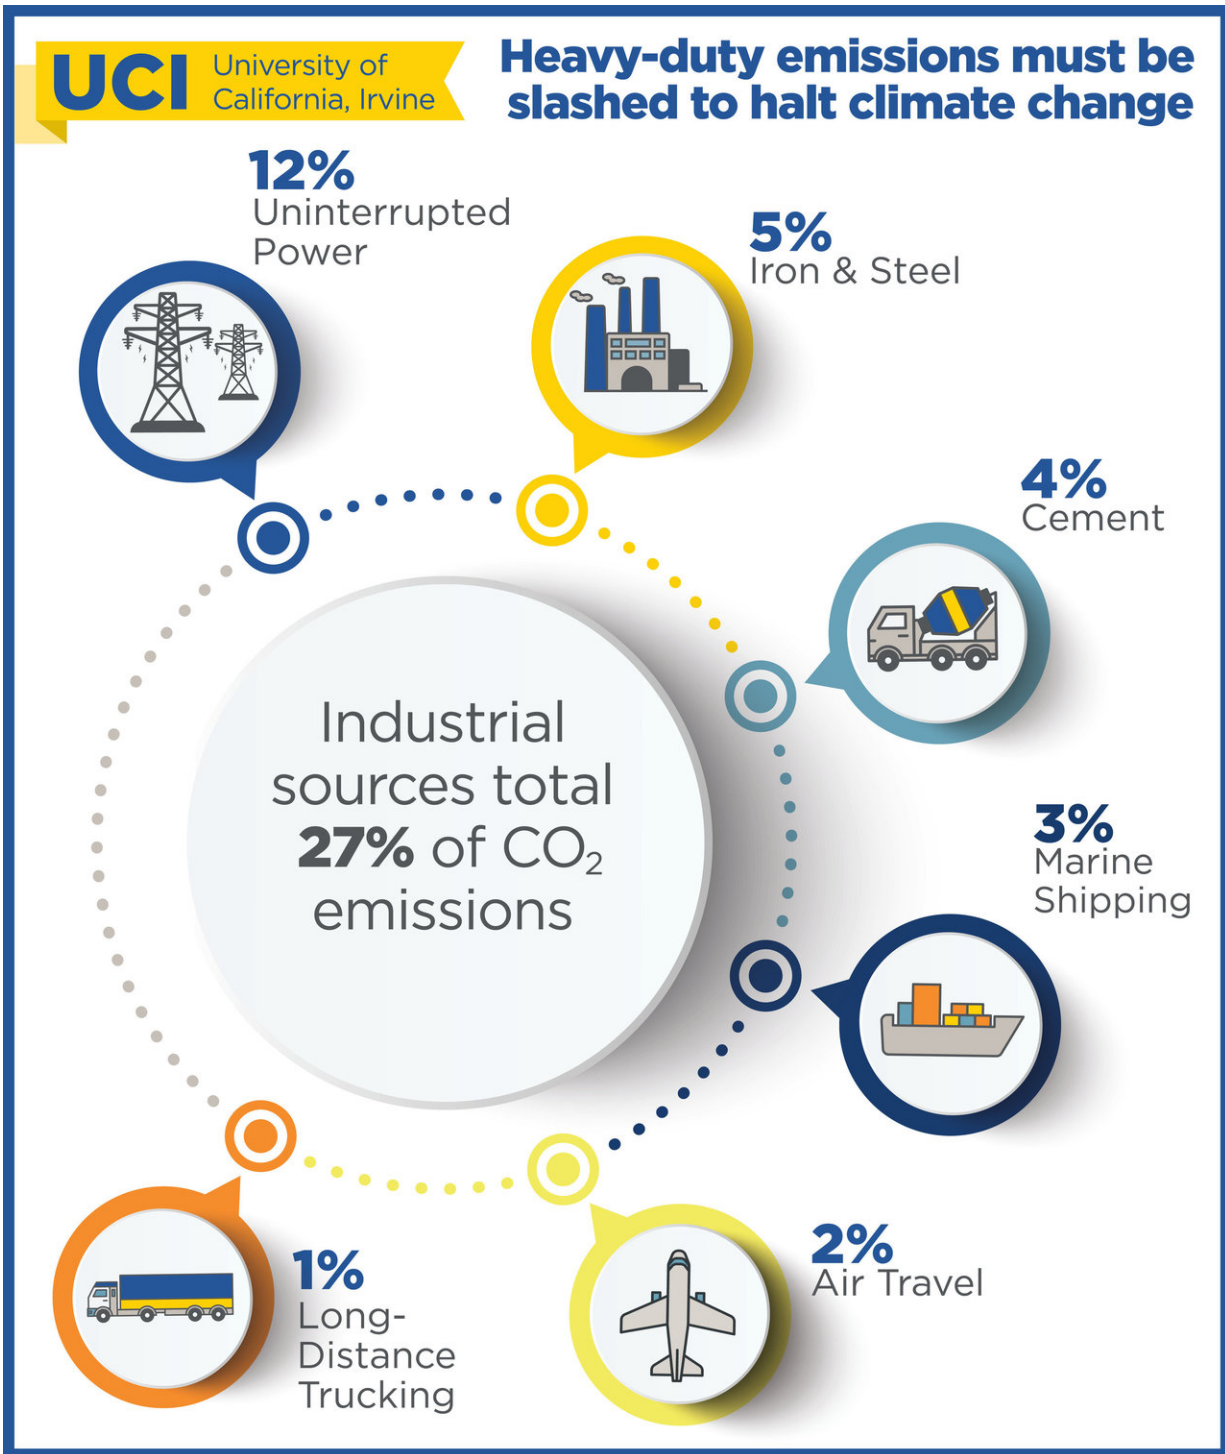 UCI
University of
California, Irvine
Heavy-duty emissions must be
slashed to halt climate change
12%
Uninterrupted
Power
5%
Iron & Steel
4%
Cement
3%
Marine
Shipping
2%
Air Travel
1%
Long-
Distance
Trucking
Industrial
sources total
27% of CO₂
emissions